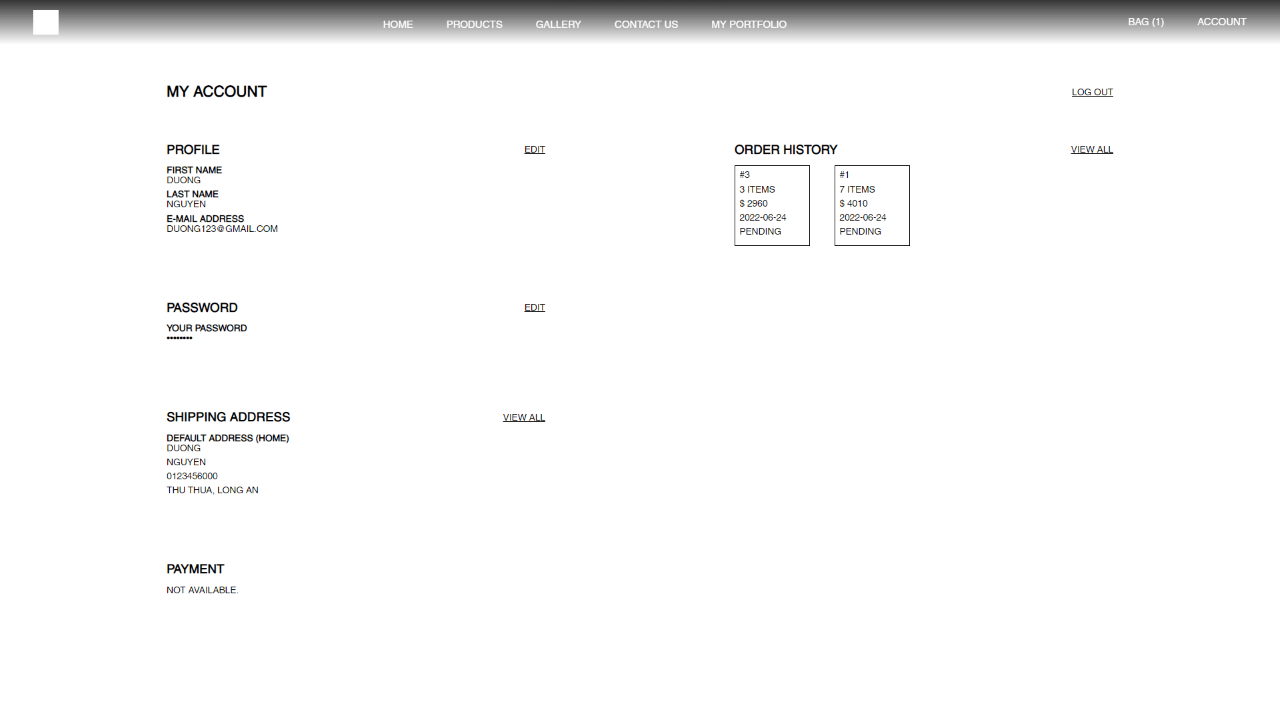 HOME PRODUCTS GALLERY CONTACT US MY PORTFOLIO BAG (1) ACCOUNT
MY ACCOUNT LOG OUT
PROFILE EDIT
FIRST NAME
DUONG
LAST NAME
NGUYEN
E-MAIL ADDRESS
DUONG123@GMAIL.COM
ORDER HISTORY VIEW ALL
#3
3 ITEMS
$ 2960
2022-06-24
PENDING
#1
7 ITEMS
$ 4010
2022-06-24
PENDING
PASSWORD EDIT
YOUR PASSWORD
••••••••
SHIPPING ADDRESS VIEW ALL
DEFAULT ADDRESS (HOME)
DUONG
NGUYEN
0123456000
THU THUA, LONG AN
PAYMENT
NOT AVAILABLE.